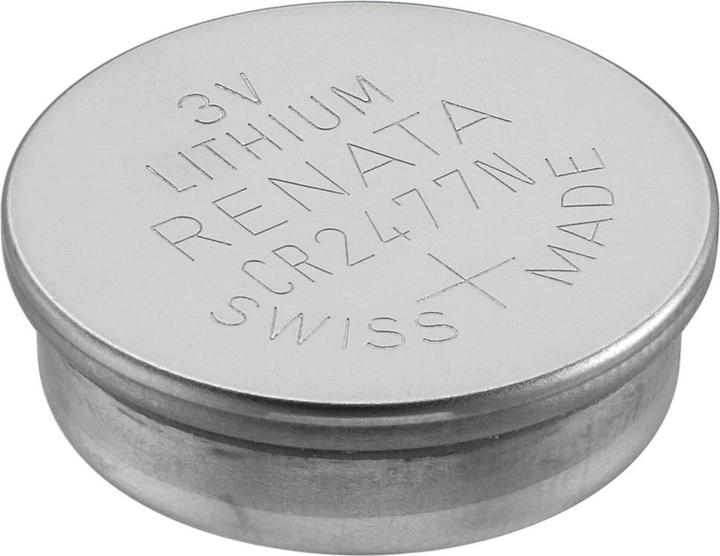 3V
LITHIUM
RENATA
CR2477N
+
SWISS MADE